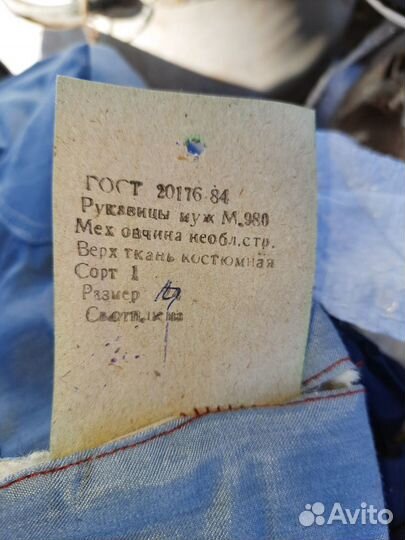 ГОСТ 20176-84
Рукавицы муж М.980
Мех овчина необл.стр.
Верх ткань костюмная
Сорт 1
Размер
Avito